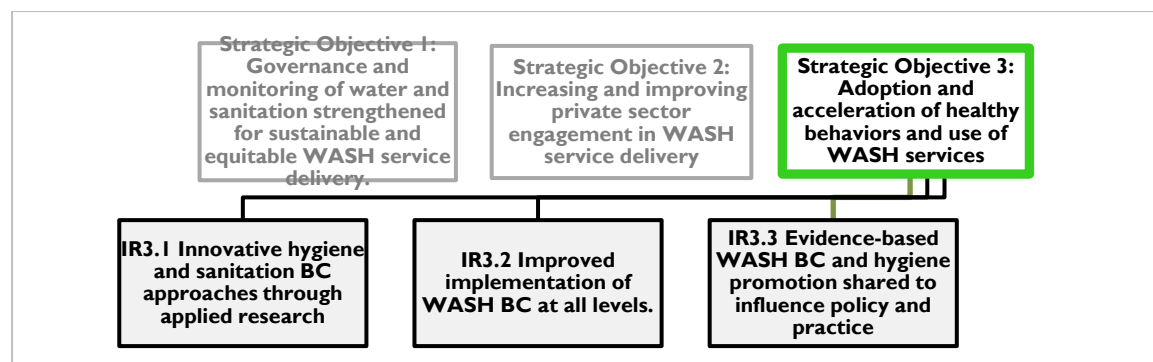 Strategic Objective 1:
Governance and
monitoring of water and
sanitation strengthened
for sustainable and
equitable WASH service
delivery.
Strategic Objective 2:
Increasing and improving
private sector
engagement in WASH
service delivery
Strategic Objective 3:
Adoption and
acceleration of healthy
behaviors and use of
WASH services
IR3.1 Innovative hygiene
and sanitation BC
approaches through
applied research
IR3.2 Improved
implementation of
WASH BC at all levels.
IR3.3 Evidence-based
WASH BC and hygiene
promotion shared to
influence policy and
practice